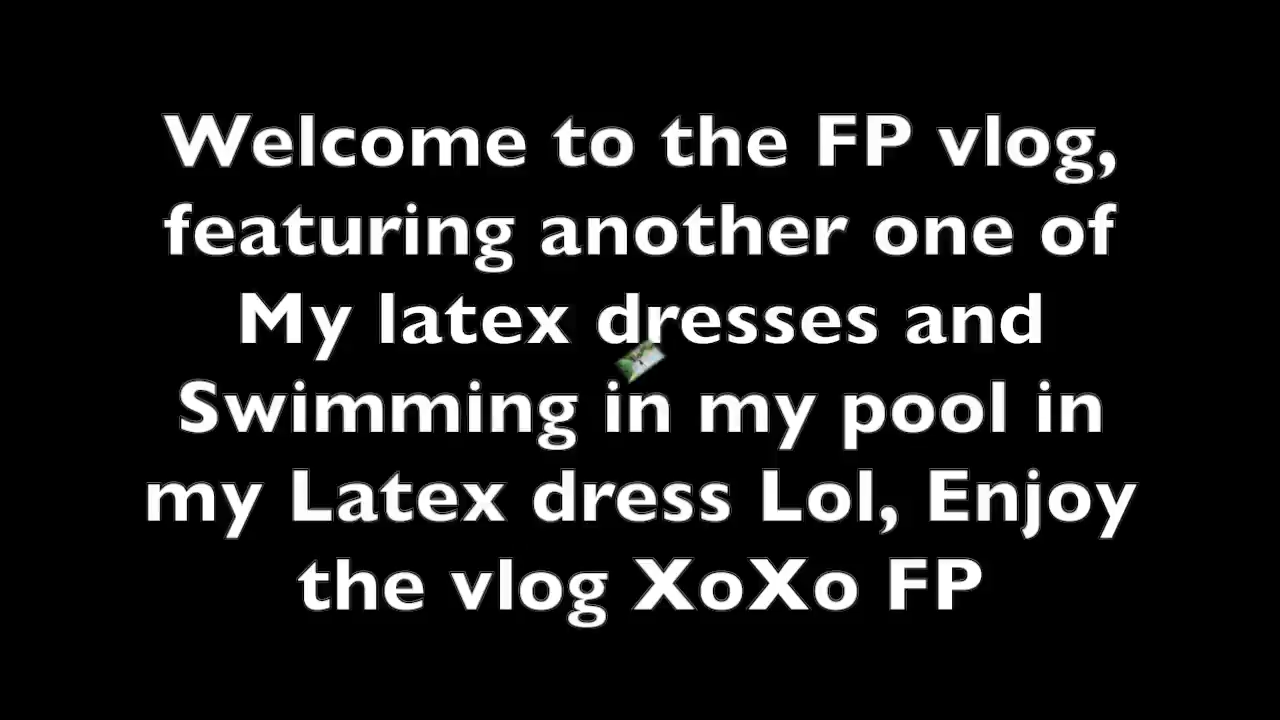 Welcome to the FP vlog,
featuring another one of
My latex dresses and
Swimming in my pool in
my Latex dress Lol, Enjoy
the vlog XoXo FP